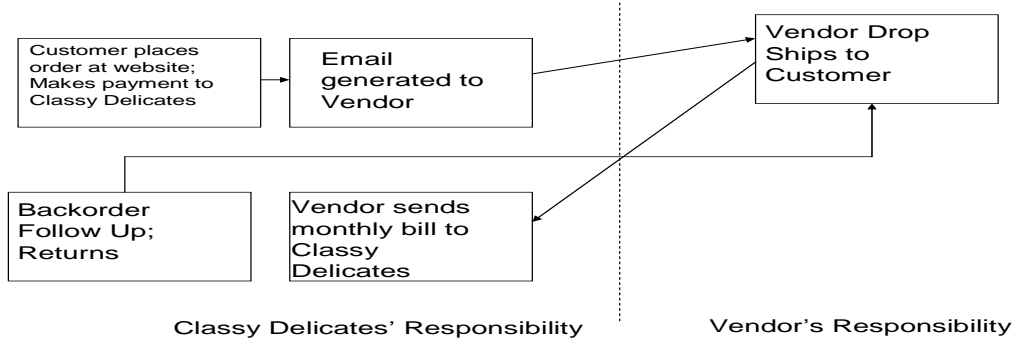 Customer places
order at website;
Makes payment to
Classy Delicates
Email
generated to
Vendor
Vendor Drop
Ships to
Customer
Backorder
Follow Up;
Returns
Vendor sends
monthly bill to
Classy
Delicates
Classy Delicates' Responsibility
Vendor's Responsibility